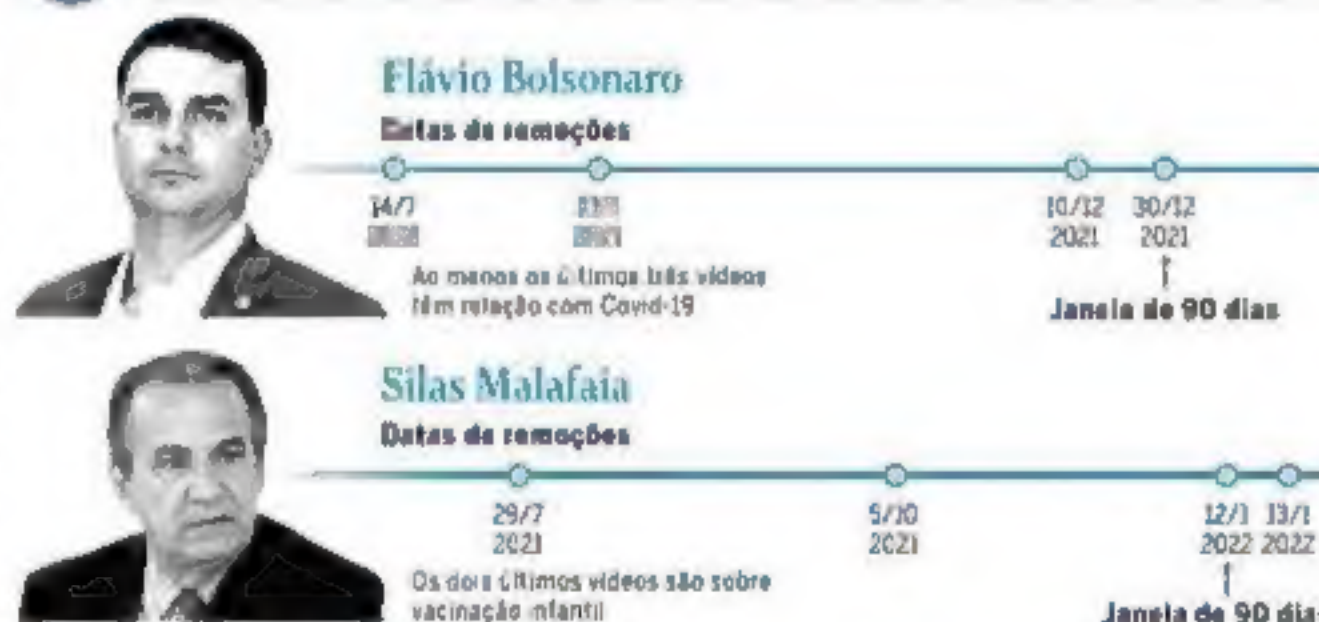 Flávio Bolsonaro
Datas de remoções
14/7
10/12 30/12
2021 2021
Ao menos os últimos três vídeos
têm relação com Covid-19
Janela de 90 dias
Silas Malafaia
Datas de remoções
29/7 5/10 12/1 13/1
2021 2021 2022 2022
Os dois últimos vídeos são sobre
vacinação infantil
Janela de 90 dias